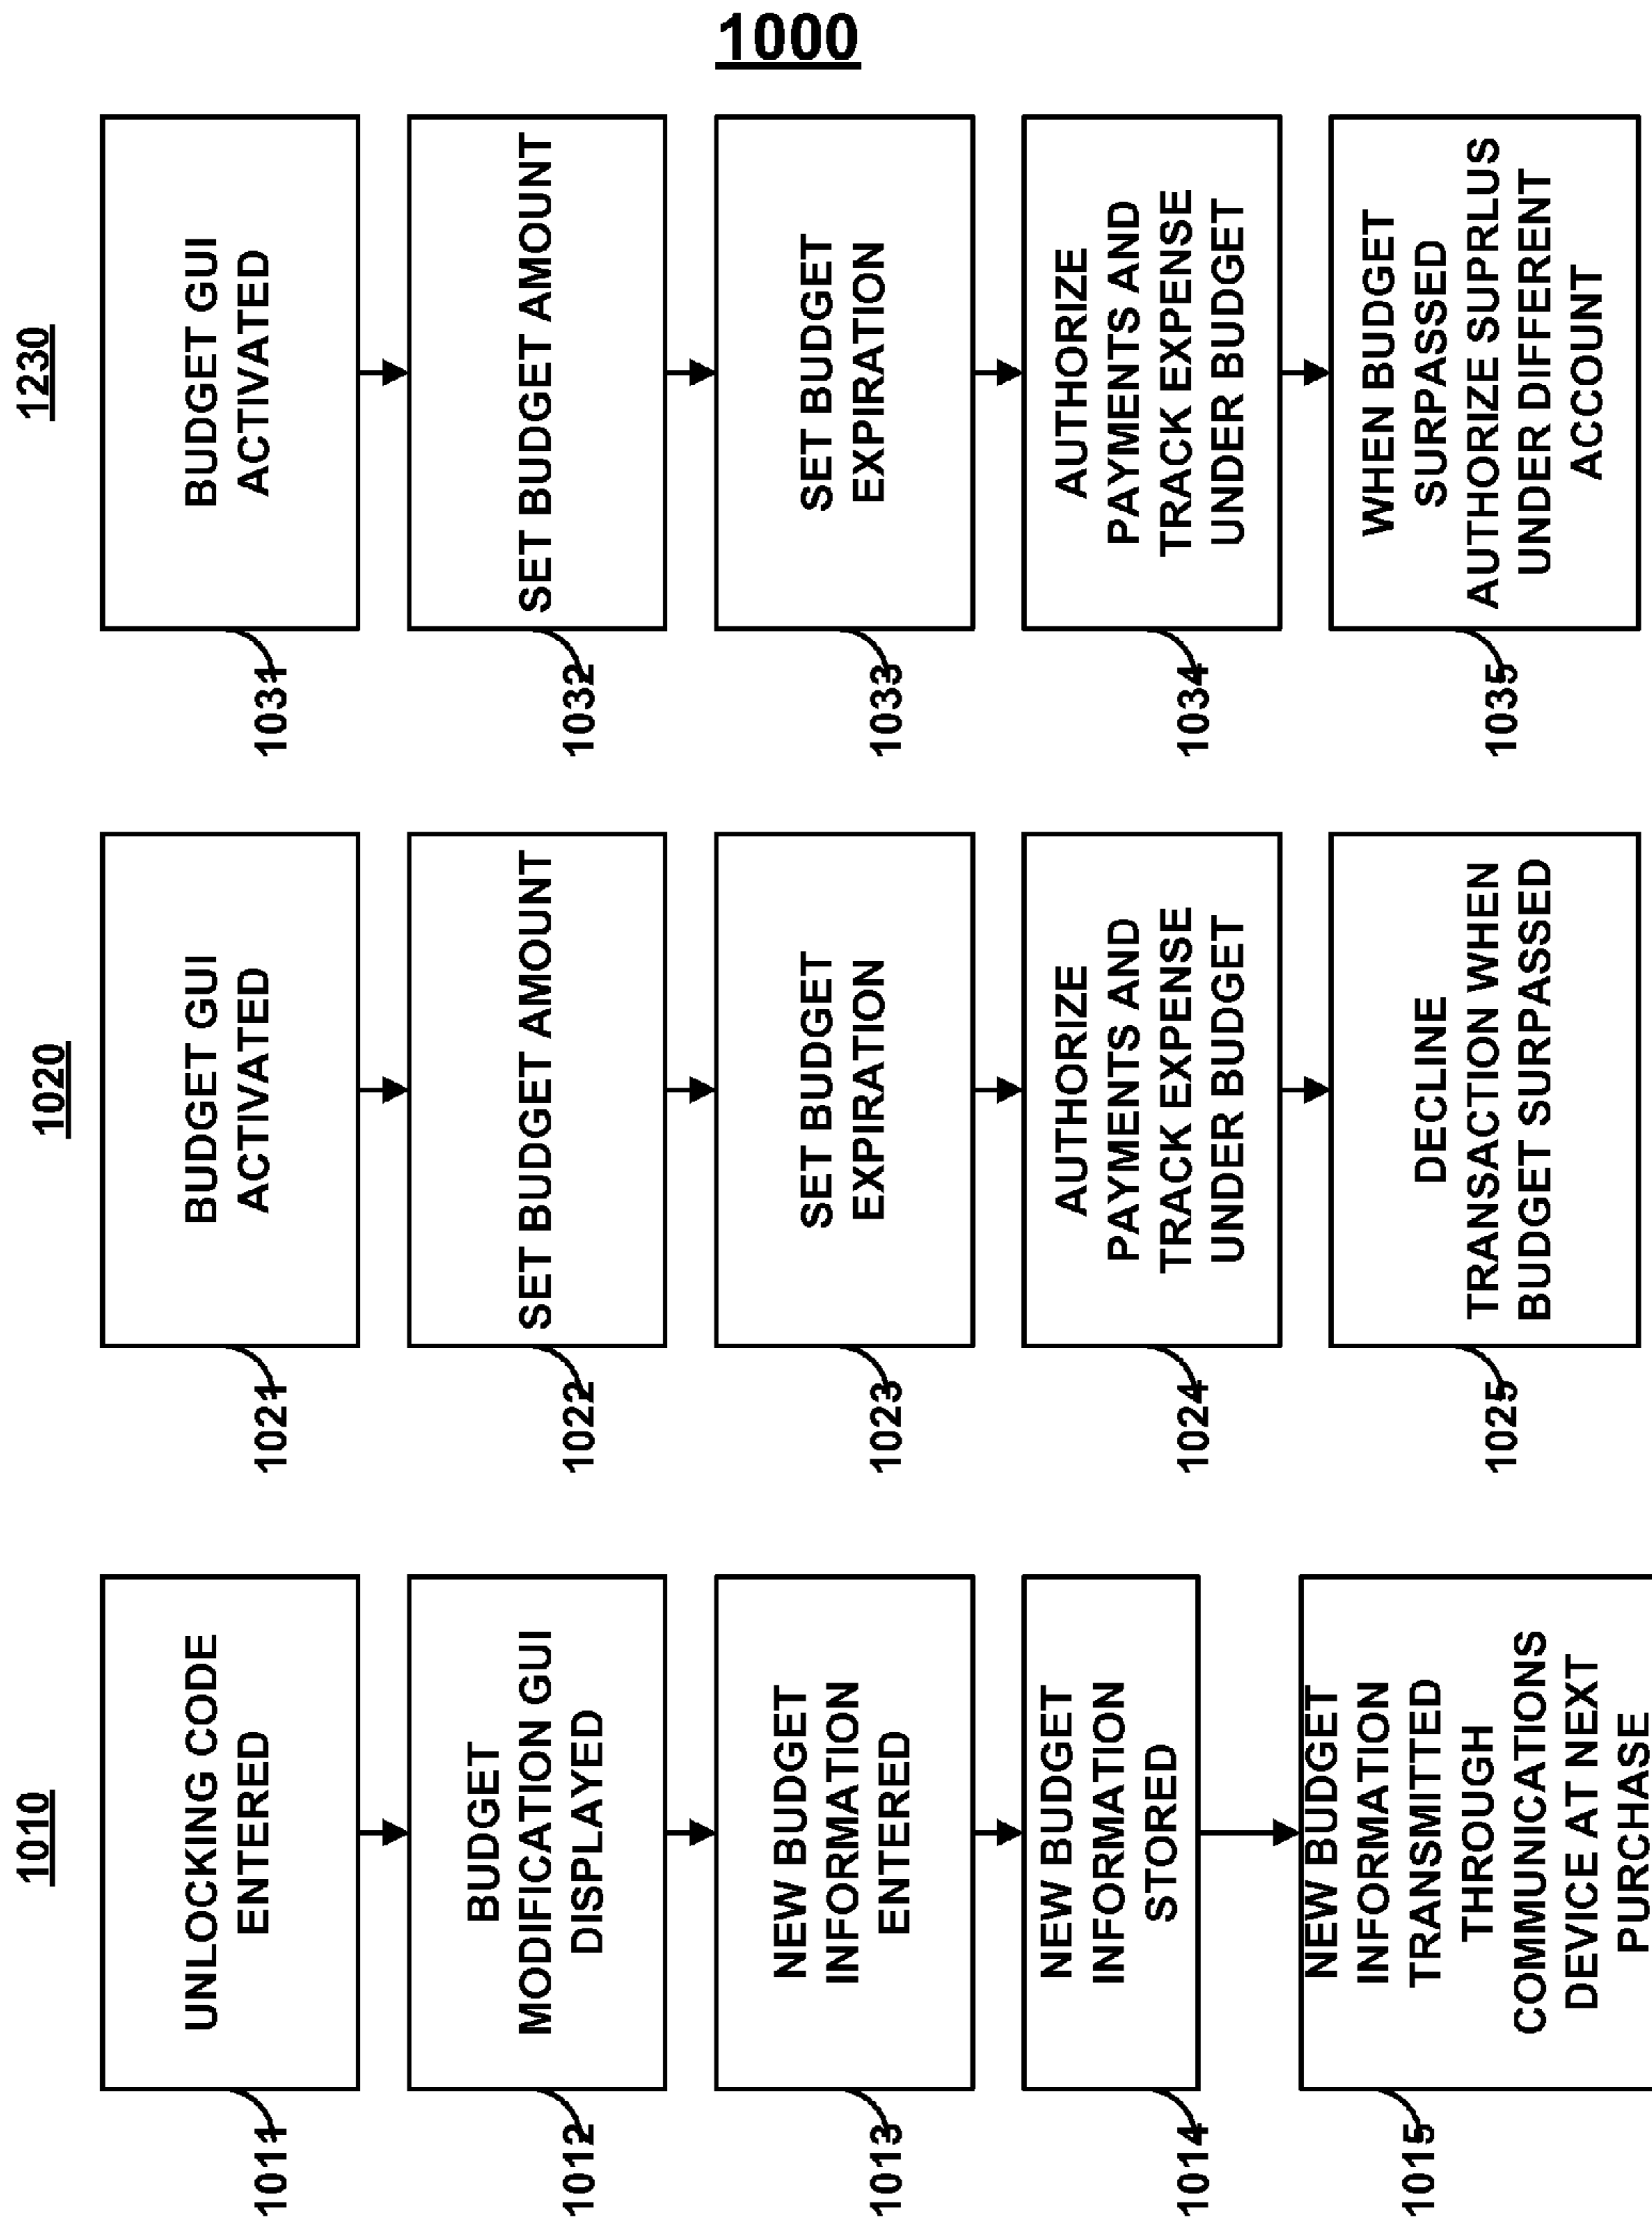 1000
1010
1011
UNLOCKING CODE
ENTERED
1012
BUDGET
MODIFICATION GUI
DISPLAYED
1013
NEW BUDGET
INFORMATION
ENTERED
1014
NEW BUDGET
INFORMATION
STORED
1015
NEW BUDGET
INFORMATION
TRANSMITTED
THROUGH
COMMUNICATIONS
DEVICE AT NEXT
PURCHASE
1020
1021
BUDGET GUI
ACTIVATED
1022
SET BUDGET AMOUNT
1023
SET BUDGET
EXPIRATION
1024
AUTHORIZE
PAYMENTS AND
TRACK EXPENSE
UNDER BUDGET
1025
DECLINE
TRANSACTION WHEN
BUDGET SURPASSED
1230
1031
BUDGET GUI
ACTIVATED
1032
SET BUDGET AMOUNT
1033
SET BUDGET
EXPIRATION
1034
AUTHORIZE
PAYMENTS AND
TRACK EXPENSE
UNDER BUDGET
1035
WHEN BUDGET
SURPASSED
AUTHORIZE SUPRLUS
UNDER DIFFERENT
ACCOUNT